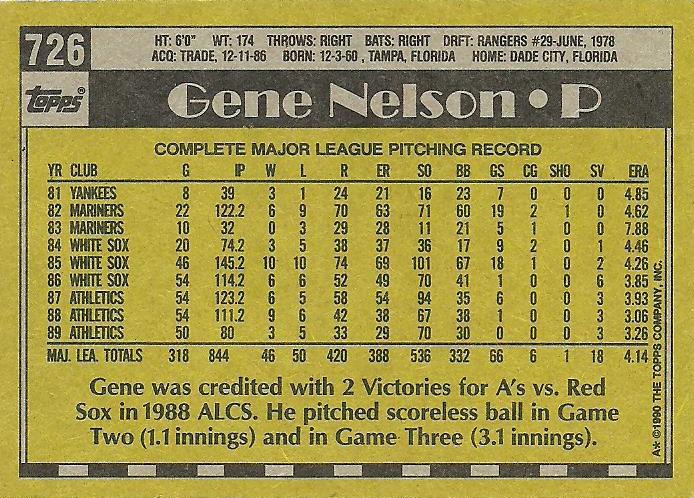 726
HT: 6'0" WT: 174 THROWS: RIGHT BATS: RIGHT DRFT: RANGERS #29-JUNE, 1978
ACQ: TRADE, 12-11-86 BORN: 12-3-60 , TAMPA, FLORIDA HOME: DADE CITY, FLORIDA
topps®
Gene Nelson • P
COMPLETE MAJOR LEAGUE PITCHING RECORD
YR CLUB G IP W L R ER SO BB GS CG SHO SV ERA
81 YANKEES 8 39 3 1 24 21 16 23 7 0 0 0 4.85
82 MARINERS 22 122.2 6 9 70 63 71 60 19 2 1 0 4.62
83 MARINERS 10 32 0 3 29 28 11 21 5 1 0 0 7.88
84 WHITE SOX 20 74.2 3 5 38 37 36 17 9 2 0 1 4.46
85 WHITE SOX 46 145.2 10 10 74 69 101 67 18 1 0 2 4.26
86 WHITE SOX 54 114.2 6 6 52 49 70 41 1 0 0 6 3.85
87 ATHLETICS 54 123.2 6 5 58 54 94 35 6 0 0 3 3.93
88 ATHLETICS 54 111.2 9 6 42 38 67 38 1 0 0 3 3.06
89 ATHLETICS 50 80 3 5 33 29 70 30 0 0 0 3 3.26
MAJ. LEA. TOTALS 318 844 46 50 420 388 536 332 66 6 1 18 4.14
Gene was credited with 2 Victories for A's vs. Red
Sox in 1988 ALCS. He pitched scoreless ball in Game
Two (1.1 innings) and in Game Three (3.1 innings).
A* ©1990 THE TOPPS COMPANY, INC.